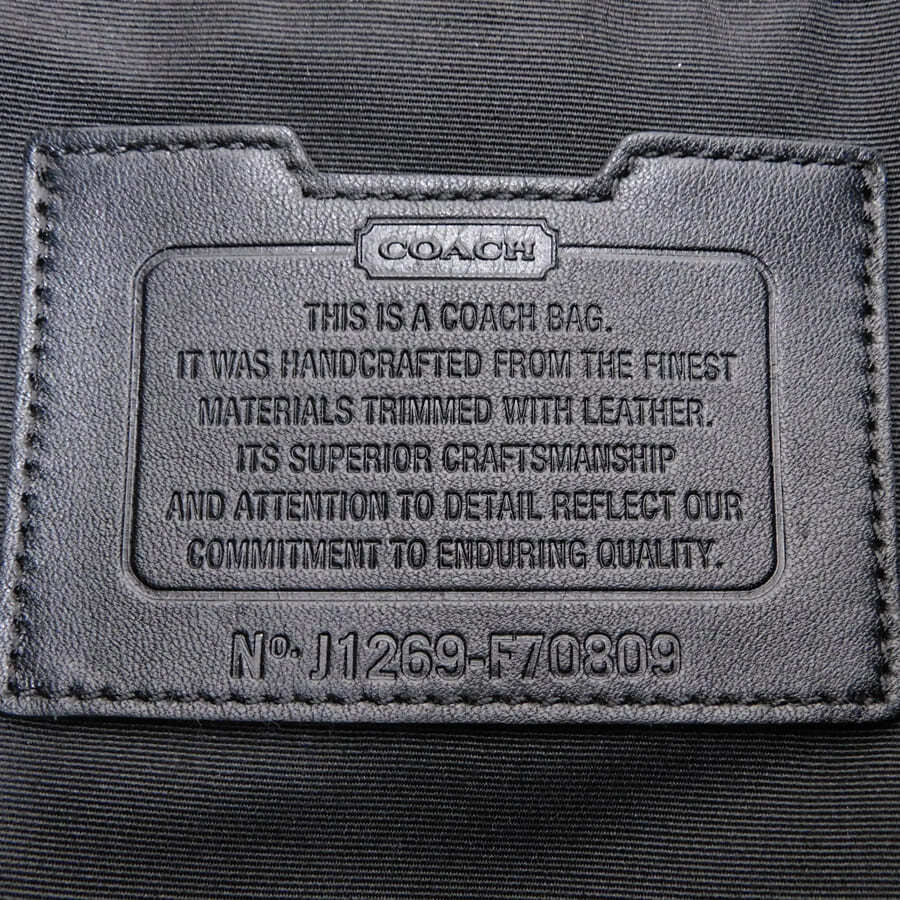 COACH
THIS IS A COACH BAG.
IT WAS HANDCRAFTED FROM THE FINEST
MATERIALS TRIMMED WITH LEATHER.
ITS SUPERIOR CRAFTSMANSHIP
AND ATTENTION TO DETAIL REFLECT OUR
COMMITMENT TO ENDURING QUALITY.
Nº. J1269-F70809